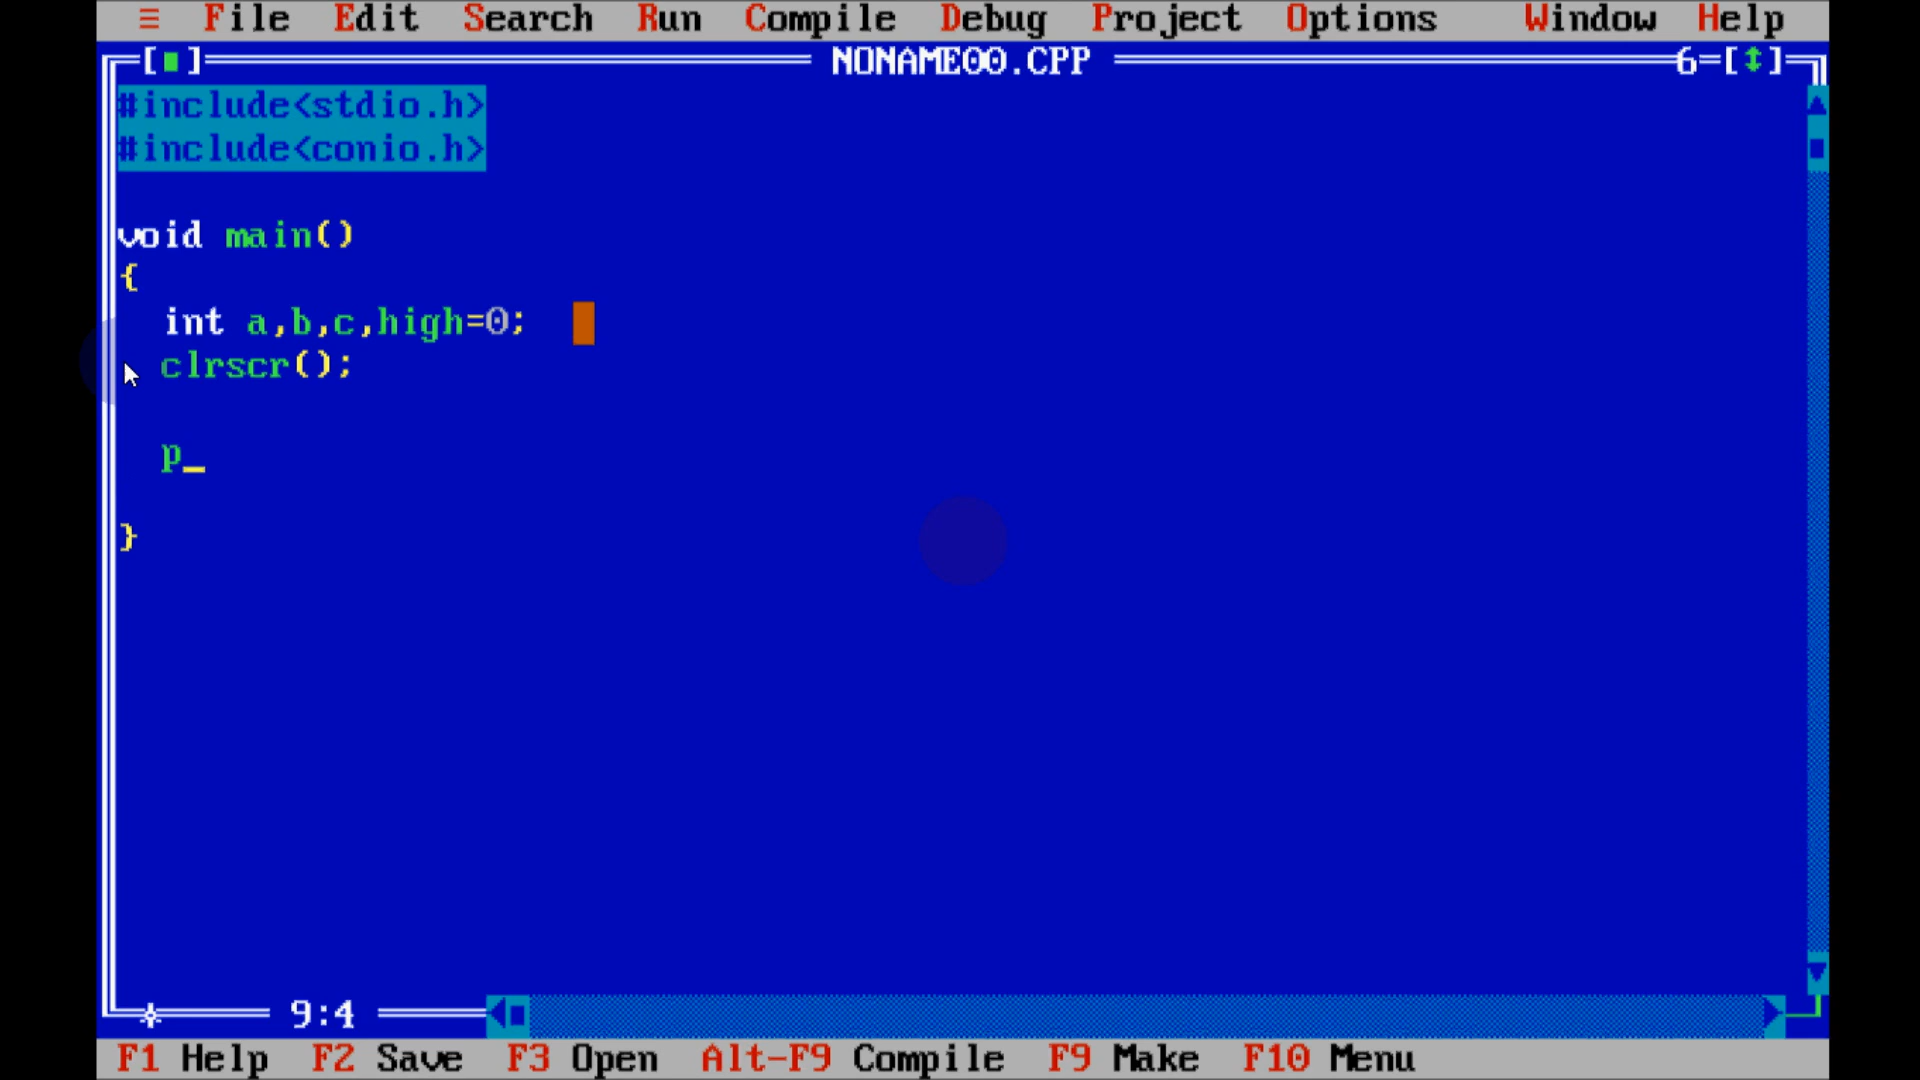 ≡ File Edit Search Run Compile Debug Project Options Window Help
[■] NONAME00.CPP 6=[↕]
#include<stdio.h>
#include<conio.h>
void main()
{
int a,b,c,high=0;
clrscr();
p_
}
9:4
F1 Help F2 Save F3 Open Alt-F9 Compile F9 Make F10 Menu